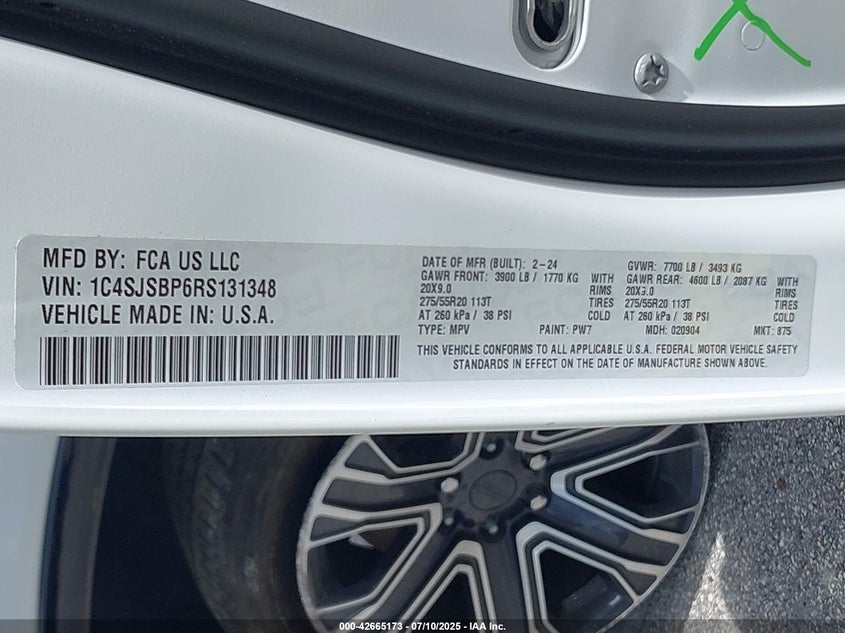 MFD BY: FCA US LLC
VIN: 1C4SJSBP6RS131348
VEHICLE MADE IN: U.S.A.
DATE OF MFR (BUILT): 2-24 GVWR: 7700 LB / 3493 KG
GAWR FRONT: 3900 LB / 1770 KG WITH GAWR REAR: 4600 LB / 2087 KG WITH
20X9.0 RIMS 20X9.0 RIMS
275/55R20 113T TIRES 275/55R20 113T TIRES
AT 260 kPa / 38 PSI COLD AT 260 kPa / 38 PSI COLD
TYPE: MPV PAINT: PW7 MDH: 020904 MKT: 875
THIS VEHICLE CONFORMS TO ALL APPLICABLE U.S.A. FEDERAL MOTOR VEHICLE SAFETY
STANDARDS IN EFFECT ON THE DATE OF MANUFACTURE SHOWN ABOVE.
000-42665173 - 07/10/2025 - IAA Inc.